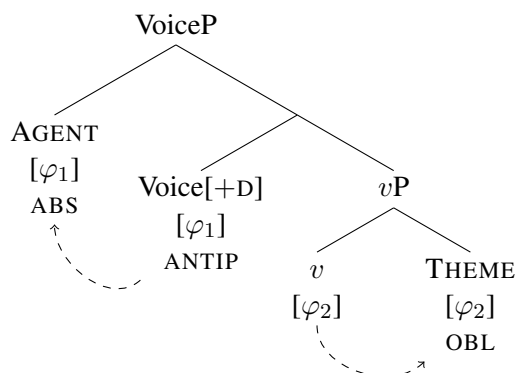 VoiceP
AGENT
[φ₁]
ABS
Voice[+D]
[φ₁]
ANTIP
vP
v
[φ₂]
THEME
[φ₂]
OBL